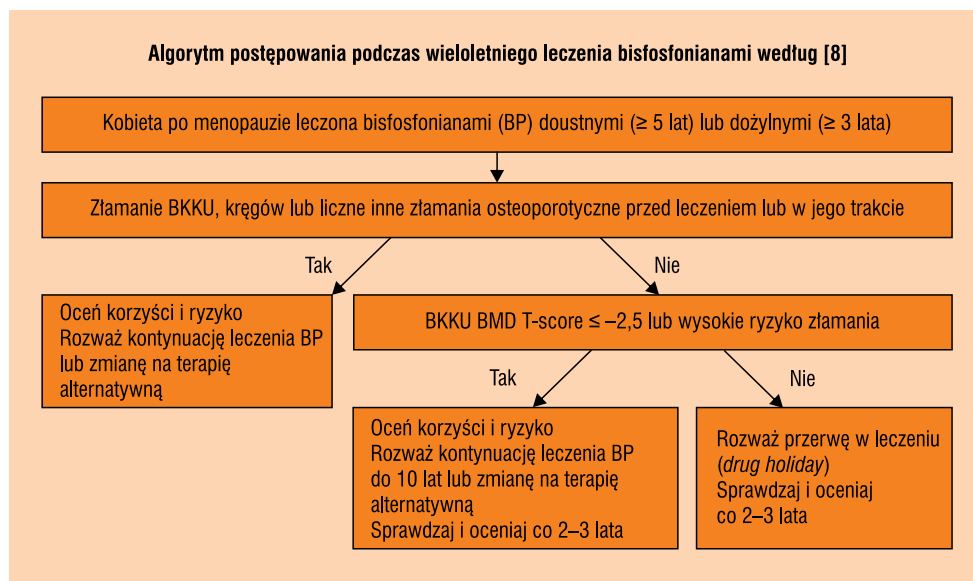 Algorytm postępowania podczas wieloletniego leczenia bisfosfonianami według [8]
Kobieta po menopauzie leczona bisfosfonianami (BP) doustnymi (≥ 5 lat) lub dożylnymi (≥ 3 lata)
Złamanie BKKU, kręgów lub liczne inne złamania osteoporotyczne przed leczeniem lub w jego trakcie
Tak
Nie
Oceń korzyści i ryzyko
Rozważ kontynuację leczenia BP
lub zmianę na terapię
alternatywną
BKKU BMD T-score ≤ –2,5 lub wysokie ryzyko złamania
Tak
Nie
Oceń korzyści i ryzyko
Rozważ kontynuację leczenia BP
do 10 lat lub zmianę na terapię
alternatywną
Sprawdzaj i oceniaj co 2–3 lata
Rozważ przerwę w leczeniu
(drug holiday)
Sprawdzaj i oceniaj
co 2–3 lata